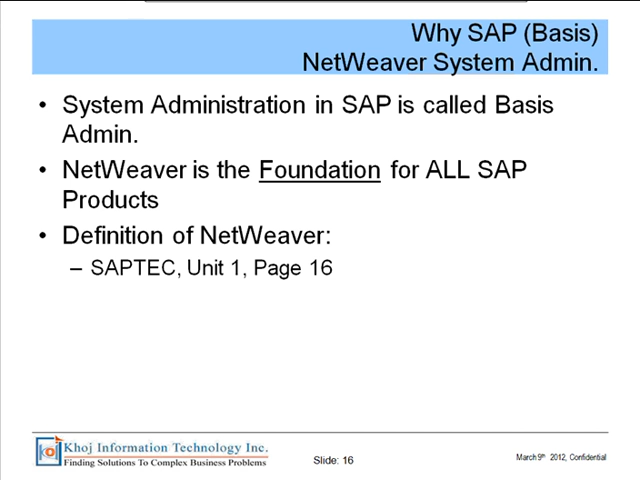 Why SAP (Basis)
NetWeaver System Admin.
• System Administration in SAP is called Basis
Admin.
• NetWeaver is the Foundation for ALL SAP
Products
• Definition of NetWeaver:
– SAPTEC, Unit 1, Page 16
Khoj Information Technology Inc.
Finding Solutions To Complex Business Problems
Slide: 16
March 9th 2012, Confidential